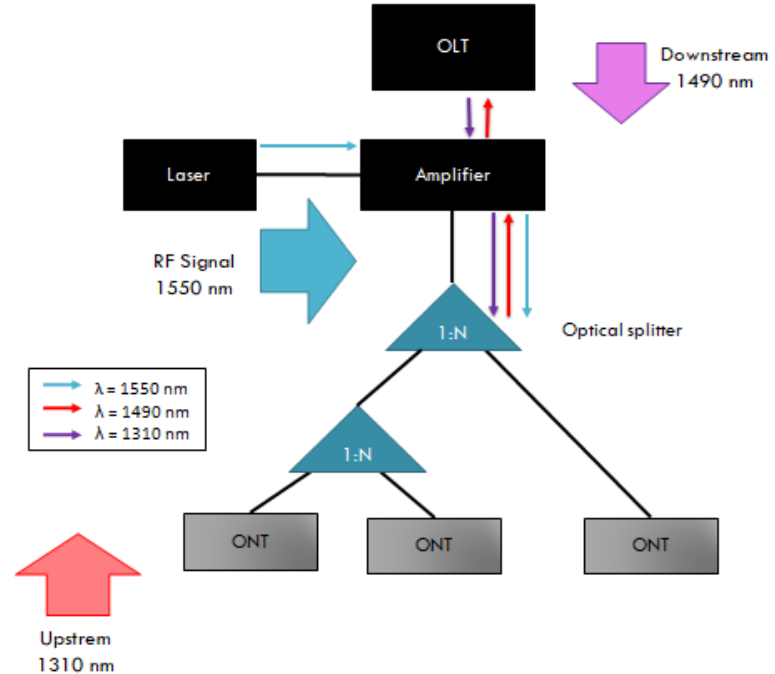 OLT
Downstream
1490 nm
Laser
Amplifier
RF Signal
1550 nm
1:N
Optical splitter
λ = 1550 nm
λ = 1490 nm
λ = 1310 nm
1:N
ONT
ONT
ONT
Upstrem
1310 nm